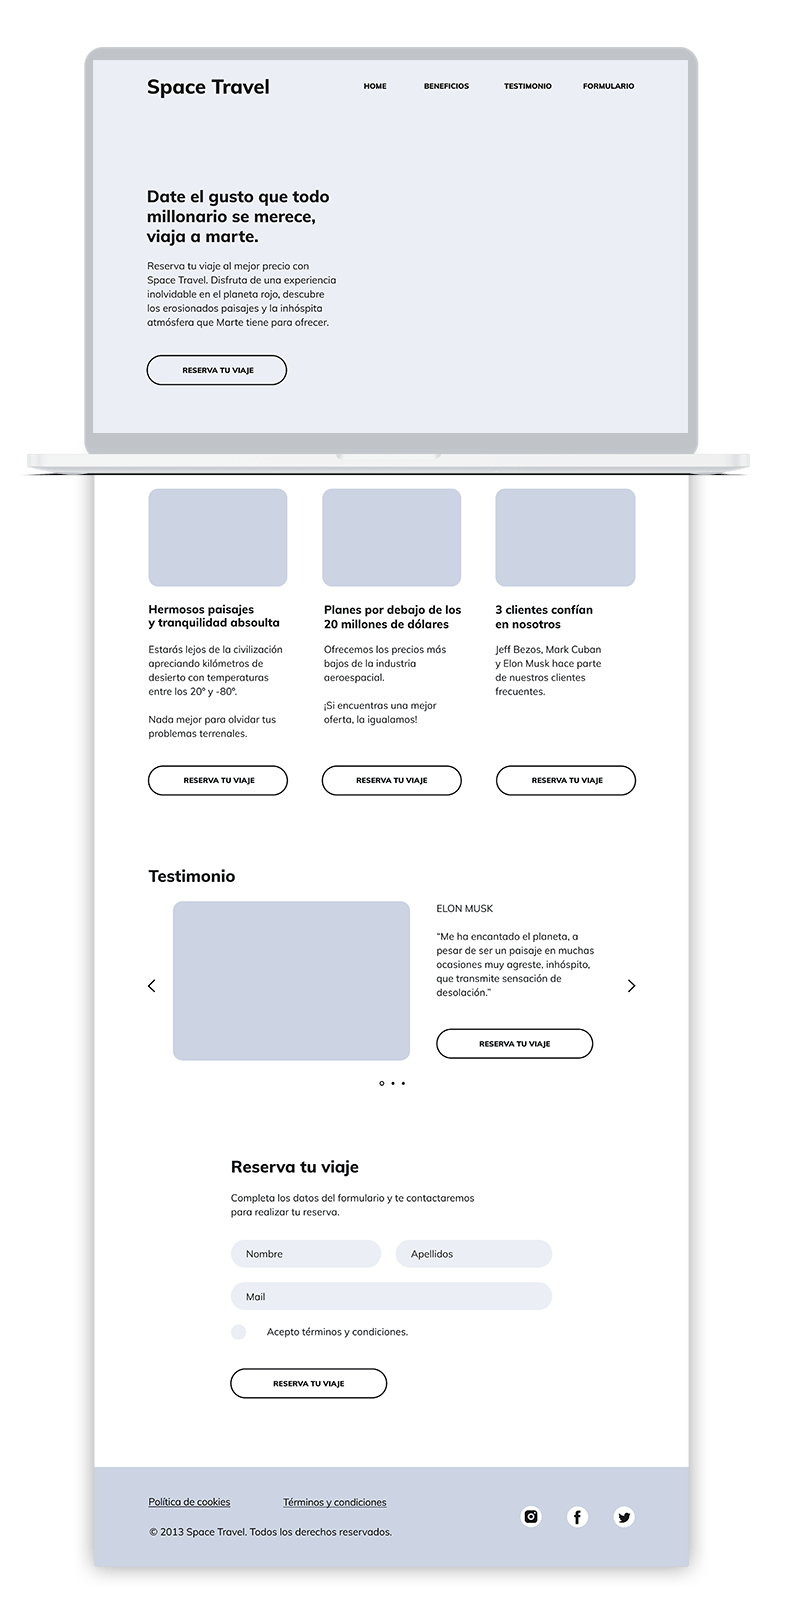 Space Travel
HOME
BENEFICIOS
TESTIMONIO
FORMULARIO
Date el gusto que todo
millonario se merece,
viaja a marte.
Reserva tu viaje al mejor precio con
Space Travel. Disfruta de una experiencia
inolvidable en el planeta rojo, descubre
los erosionados paisajes y la inhóspita
atmósfera que Marte tiene para ofrecer.
RESERVA TU VIAJE
Hermosos paisajes
y tranquilidad absoulta
Estarás lejos de la civilización
apreciando kilómetros de
desierto con temperaturas
entre los 20º y -80º.
Nada mejor para olvidar tus
problemas terrenales.
RESERVA TU VIAJE
Planes por debajo de los
20 millones de dólares
Ofrecemos los precios más
bajos de la industria
aeroespacial.
¡Si encuentras una mejor
oferta, la igualamos!
RESERVA TU VIAJE
3 clientes confían
en nosotros
Jeff Bezos, Mark Cuban
y Elon Musk hace parte
de nuestros clientes
frecuentes.
RESERVA TU VIAJE
Testimonio
ELON MUSK
“Me ha encantado el planeta, a
pesar de ser un paisaje en muchas
ocasiones muy agreste, inhóspito,
que transmite sensación de
desolación.”
RESERVA TU VIAJE
Reserva tu viaje
Completa los datos del formulario y te contactaremos
para realizar tu reserva.
Nombre
Apellidos
Mail
Acepto términos y condiciones.
RESERVA TU VIAJE
Política de cookies
Términos y condiciones
© 2013 Space Travel. Todos los derechos reservados.